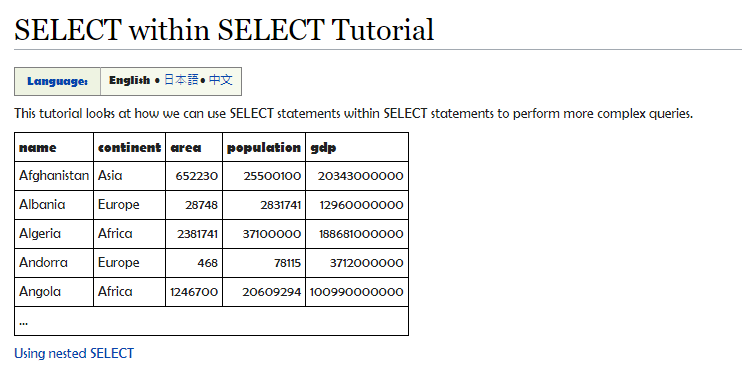 SELECT within SELECT Tutorial
Language: English • 日本語 • 中文
This tutorial looks at how we can use SELECT statements within SELECT statements to perform more complex queries.
name continent area population gdp
Afghanistan Asia 652230 25500100 20343000000
Albania Europe 28748 2831741 12960000000
Algeria Africa 2381741 37100000 188681000000
Andorra Europe 468 78115 3712000000
Angola Africa 1246700 20609294 100990000000
...
Using nested SELECT